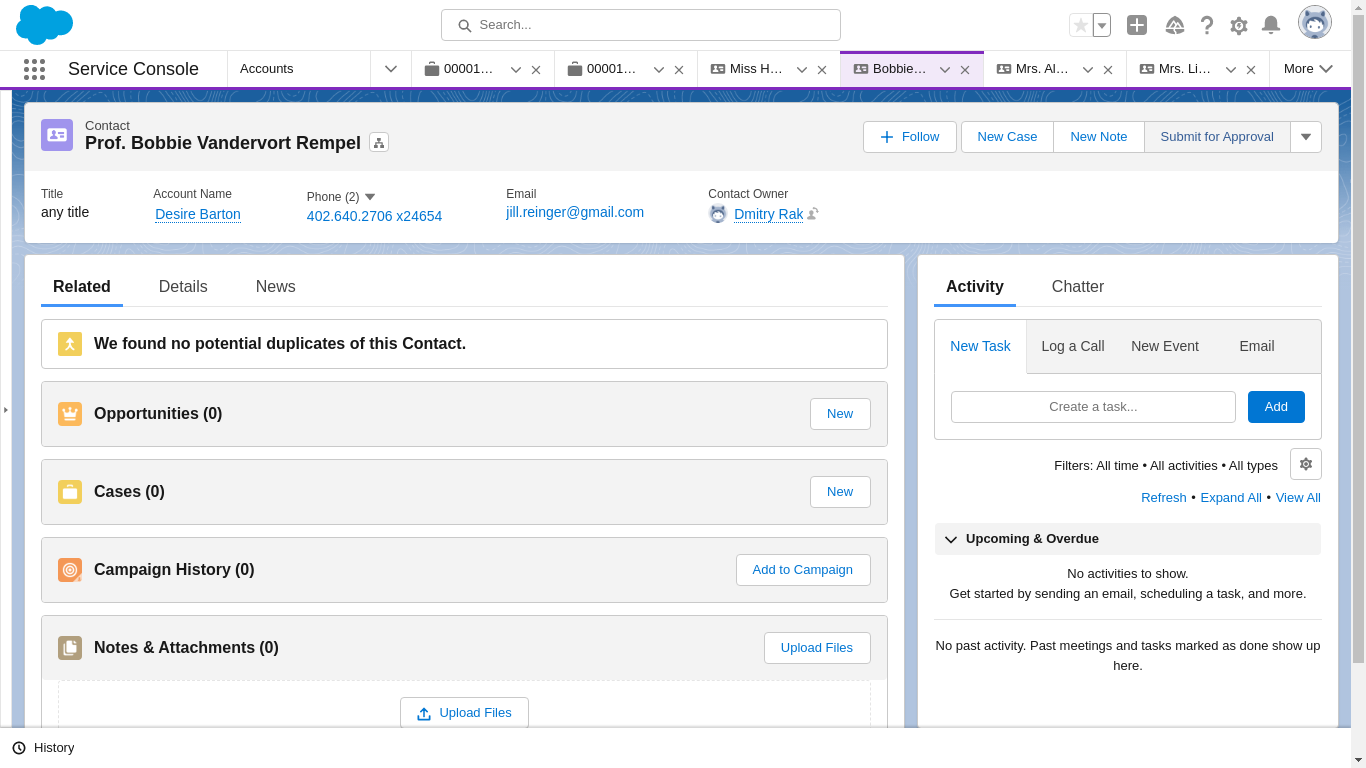 Search...
Service Console
Accounts
00001...
00001...
Miss H...
Bobbie...
Mrs. Al...
Mrs. Li...
More
Contact
Prof. Bobbie Vandervort Rempel
Follow
New Case
New Note
Submit for Approval
Title
Account Name
Phone (2)
Email
Contact Owner
any title
Desire Barton
402.640.2706 x24654
jill.reinger@gmail.com
Dmitry Rak
Related
Details
News
We found no potential duplicates of this Contact.
Opportunities (0)
New
Cases (0)
New
Campaign History (0)
Add to Campaign
Notes & Attachments (0)
Upload Files
Upload Files
Activity
Chatter
New Task
Log a Call
New Event
Email
Create a task...
Add
Filters: All time • All activities • All types
Refresh • Expand All • View All
Upcoming & Overdue
No activities to show.
Get started by sending an email, scheduling a task, and more.
No past activity. Past meetings and tasks marked as done show up
here.
History